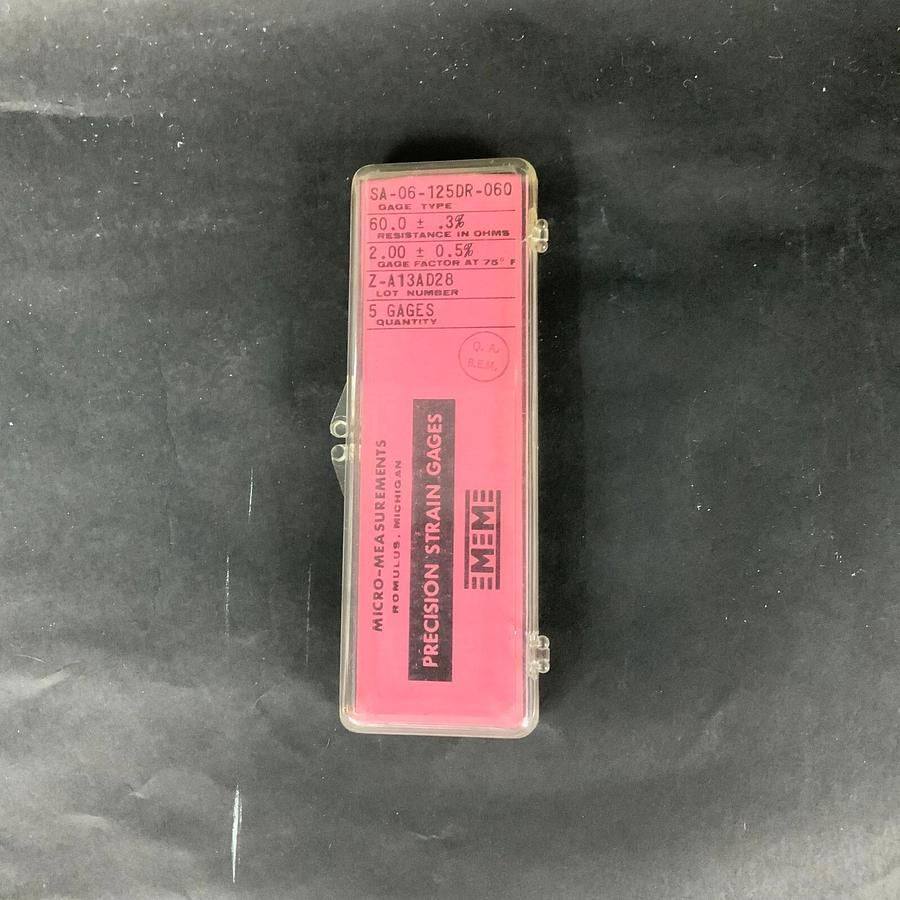 SA-06-125DR-060
GAGE TYPE
60.0 ± .3%
RESISTANCE IN OHMS
2.00 ± 0.5%
GAGE FACTOR AT 75° F
Z-A13AD28
LOT NUMBER
5 GAGES
QUANTITY
Q. A.
B.E.M.
MICRO-MEASUREMENTS
ROMULUS, MICHIGAN
PRECISION STRAIN GAGES
MM